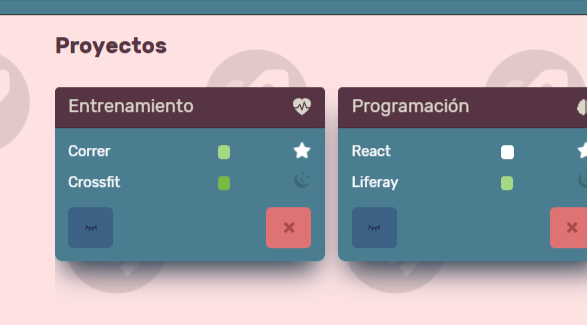 Proyectos
Entrenamiento
Correr
Crossfit
Programación
React
Liferay